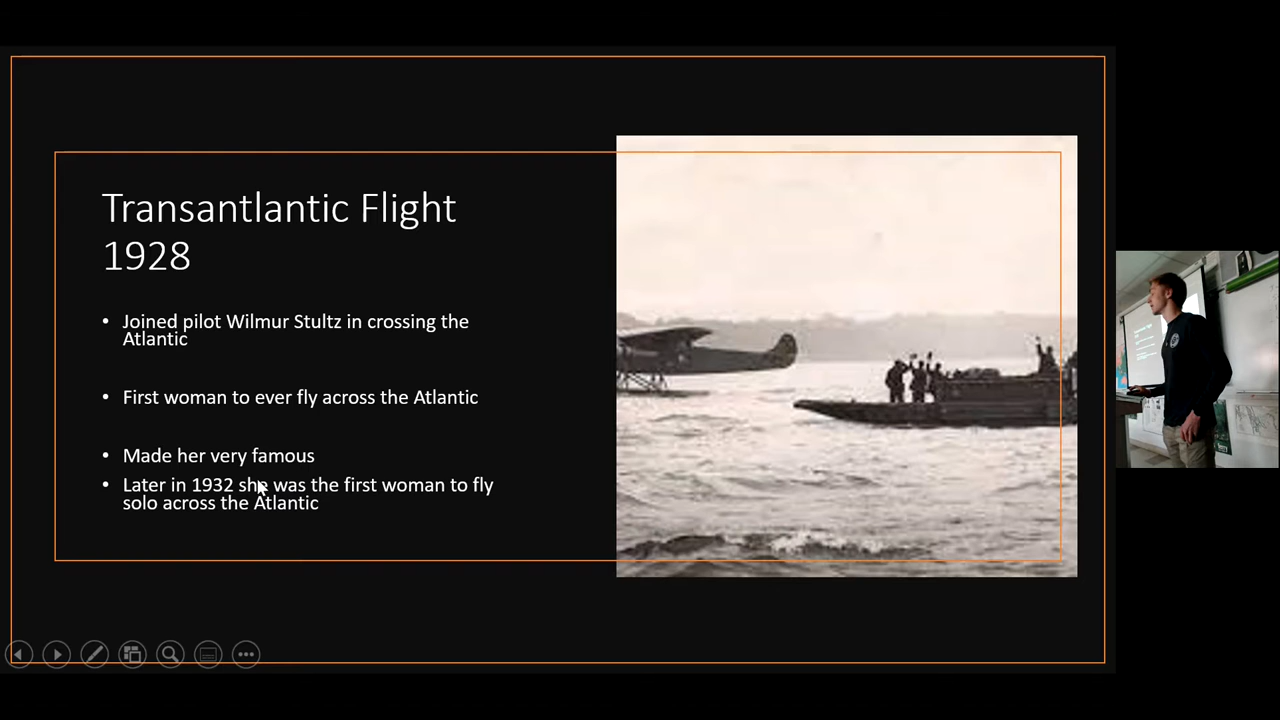 Transantlantic Flight
1928
• Joined pilot Wilmur Stultz in crossing the
Atlantic
• First woman to ever fly across the Atlantic
• Made her very famous
• Later in 1932 she was the first woman to fly
solo across the Atlantic